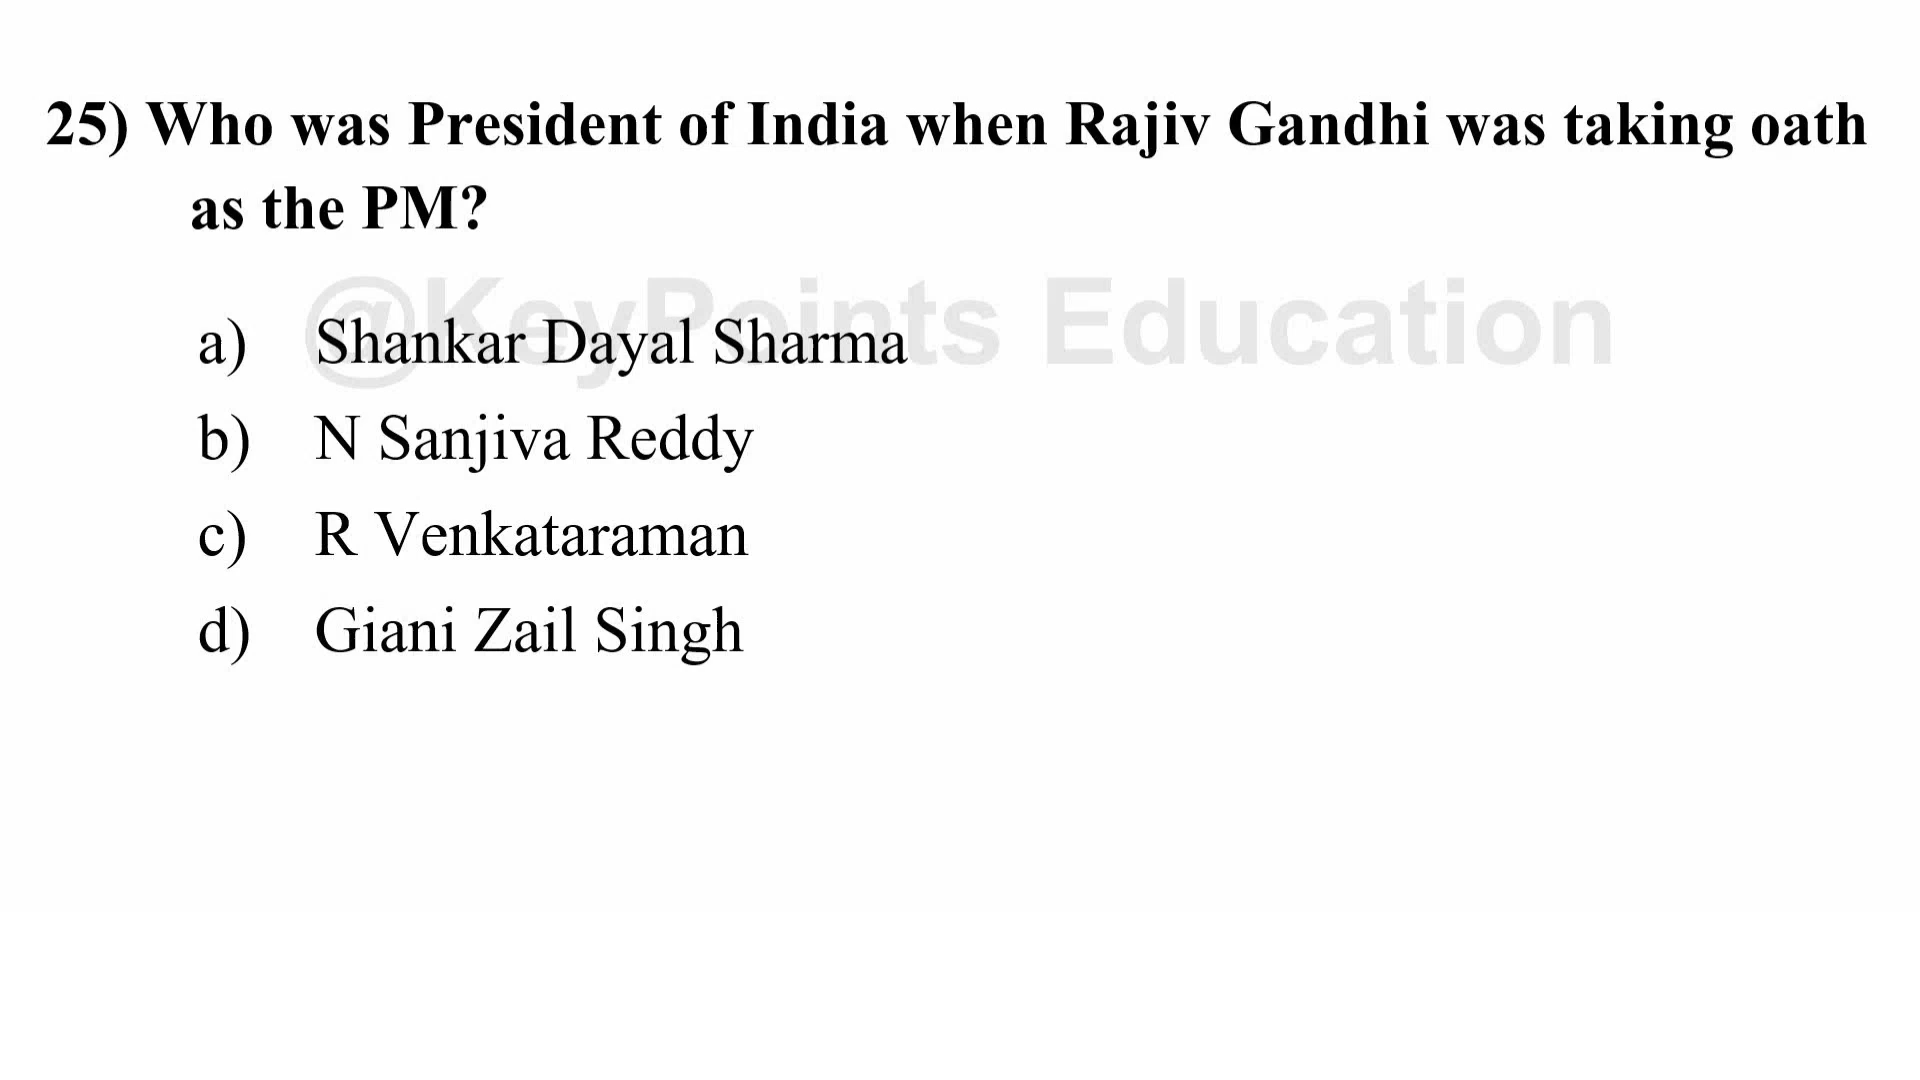 25) Who was President of India when Rajiv Gandhi was taking oath
as the PM?
@KeyPoints Education
a) Shankar Dayal Sharma
b) N Sanjiva Reddy
c) R Venkataraman
d) Giani Zail Singh